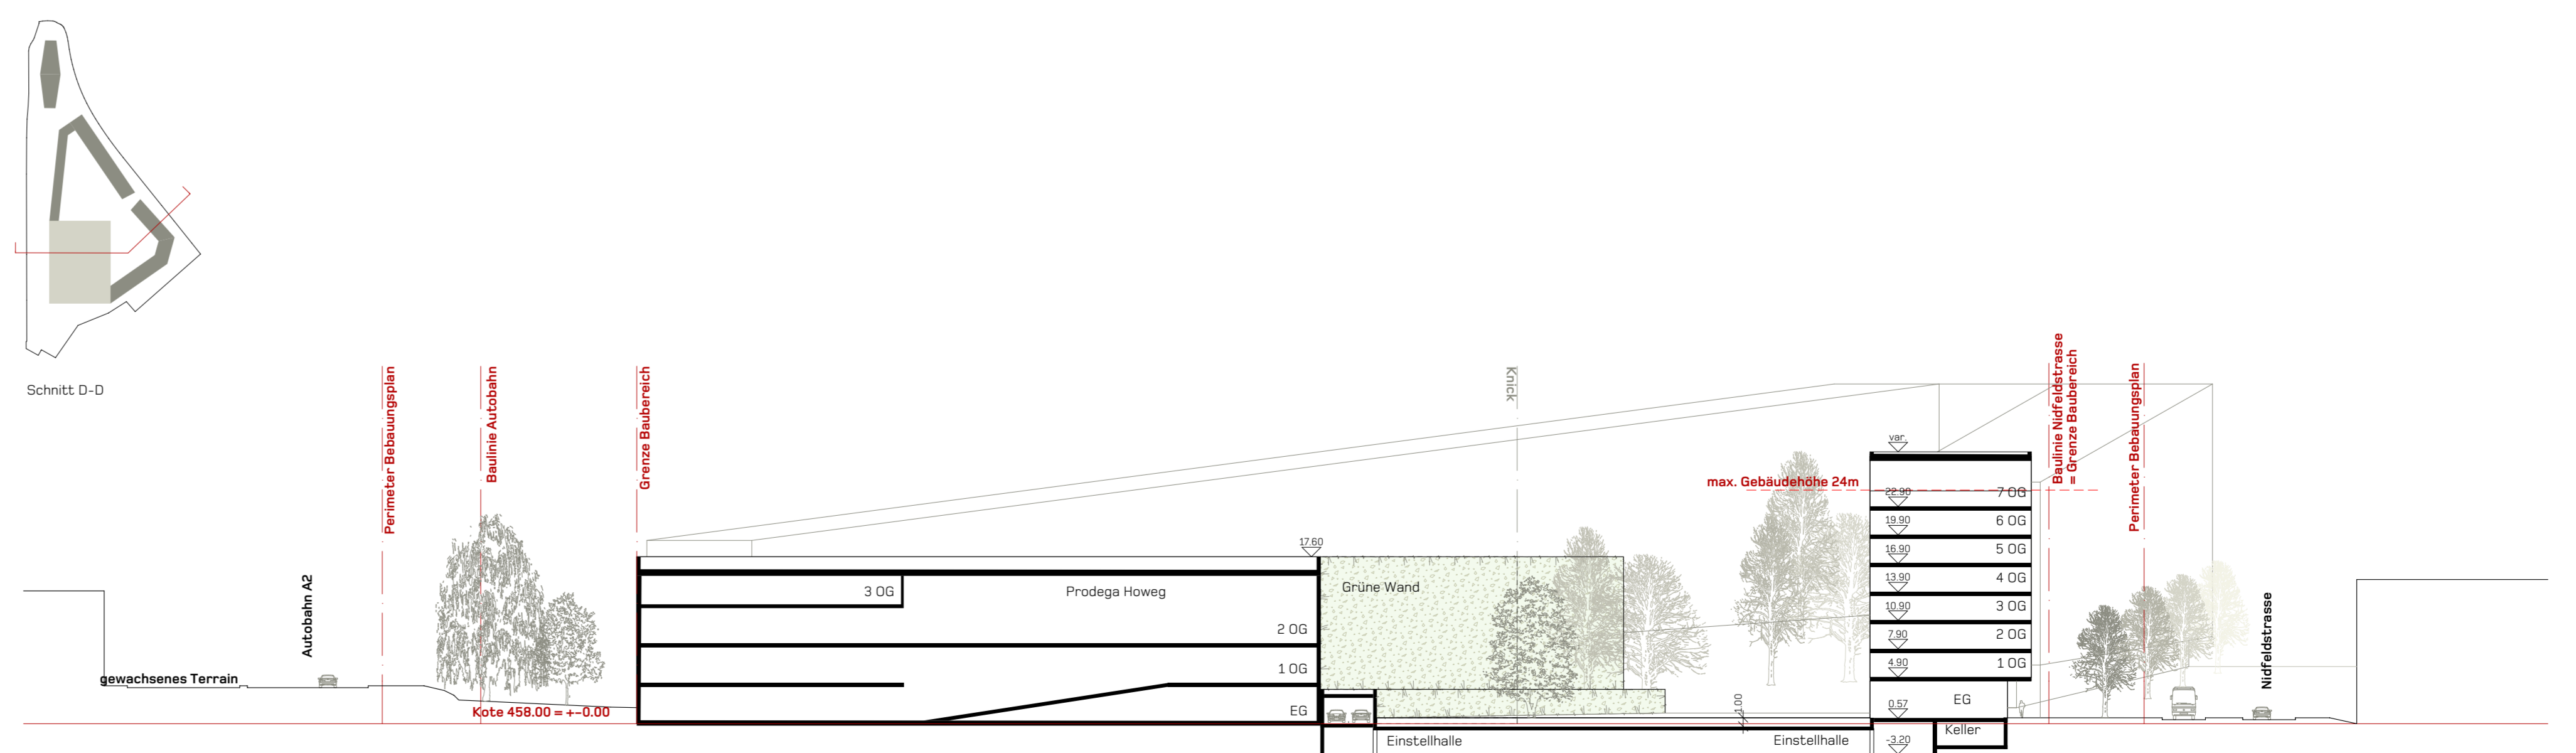 Schnitt D-D
Perimeter Bebauungsplan
Baulinie Autobahn
Grenze Baubereich
Knick
Baulinie Nidfeldstrasse
= Grenze Baubereich
Perimeter Bebauungsplan
var.
max. Gebäudehöhe 24m
22.90
7 OG
19.90
6 OG
17.60
16.90
5 OG
13.90
4 OG
3 OG
Prodega Howeg
Grüne Wand
10.90
3 OG
2 OG
7.90
2 OG
1 OG
4.90
1 OG
Autobahn A2
Nidfeldstrasse
gewachsenes Terrain
Kote 458.00 = +-0.00
EG
1.00
0.57
EG
Keller
Einstellhalle
Einstellhalle
-3.20